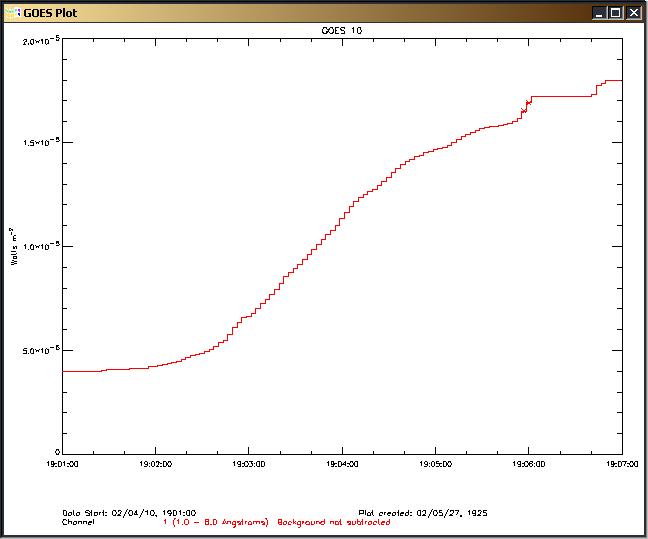 GOES Plot
GOES 10
2.0×10⁻⁵
1.5×10⁻⁵
1.0×10⁻⁵
5.0×10⁻⁶
0
Watts m⁻²
19:01:00 19:02:00 19:03:00 19:04:00 19:05:00 19:06:00 19:07:00
Data Start: 02/04/10, 1901:00 Plot created: 02/05/27, 1925
Channel 1 (1.0 - 8.0 Angstroms) Background not subtracted